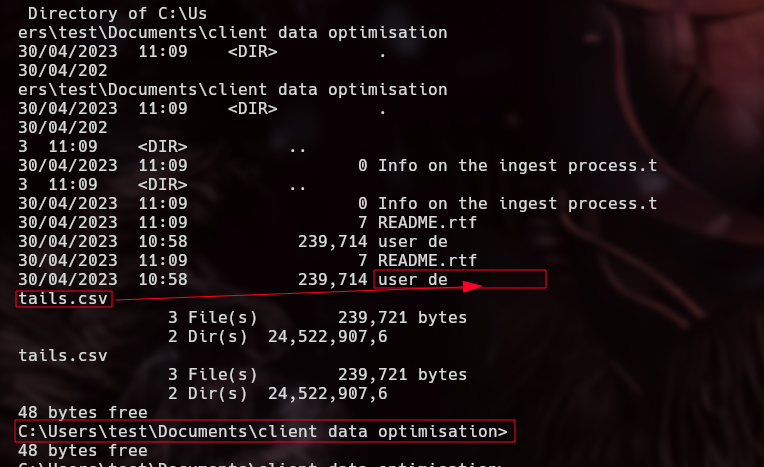 Directory of C:\Us
ers\test\Documents\client data optimisation
30/04/2023  11:09    <DIR>          .
30/04/202
ers\test\Documents\client data optimisation
30/04/2023  11:09    <DIR>          .
30/04/202
3  11:09    <DIR>          ..
30/04/2023  11:09                 0 Info on the ingest process.t
3  11:09    <DIR>          ..
30/04/2023  11:09                 0 Info on the ingest process.t
30/04/2023  11:09                 7 README.rtf
30/04/2023  10:58           239,714 user de
30/04/2023  11:09                 7 README.rtf
30/04/2023  10:58           239,714 user de
tails.csv
               3 File(s)        239,721 bytes
               2 Dir(s)  24,522,907,6
tails.csv
               3 File(s)        239,721 bytes
               2 Dir(s)  24,522,907,6
48 bytes free
C:\Users\test\Documents\client data optimisation>
48 bytes free
C:\Users\test\Documents\client data optimisation>